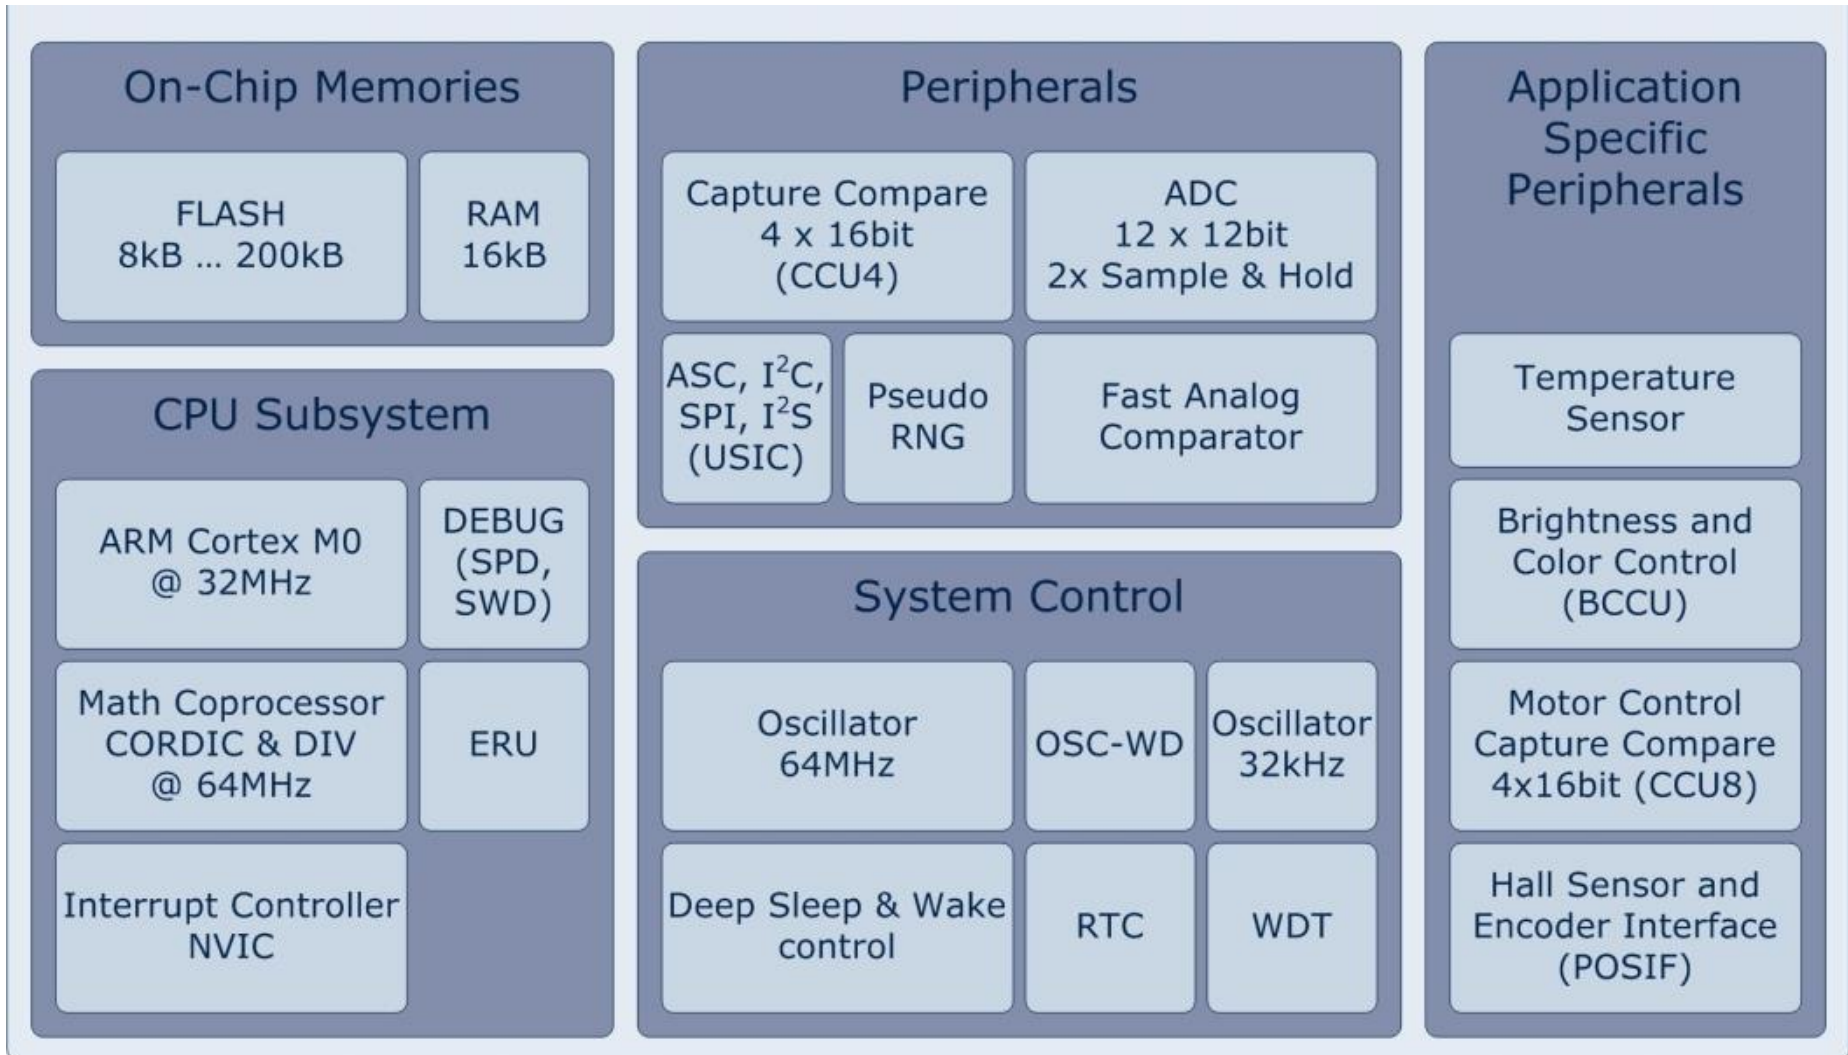 On-Chip Memories
FLASH
8kB ... 200kB
RAM
16kB
CPU Subsystem
ARM Cortex M0
@ 32MHz
DEBUG
(SPD,
SWD)
Math Coprocessor
CORDIC & DIV
@ 64MHz
ERU
Interrupt Controller
NVIC
Peripherals
Capture Compare
4 x 16bit
(CCU4)
ADC
12 x 12bit
2x Sample & Hold
ASC, I²C,
SPI, I²S
(USIC)
Pseudo
RNG
Fast Analog
Comparator
System Control
Oscillator
64MHz
OSC-WD
Oscillator
32kHz
Deep Sleep & Wake
control
RTC
WDT
Application
Specific
Peripherals
Temperature
Sensor
Brightness and
Color Control
(BCCU)
Motor Control
Capture Compare
4x16bit (CCU8)
Hall Sensor and
Encoder Interface
(POSIF)